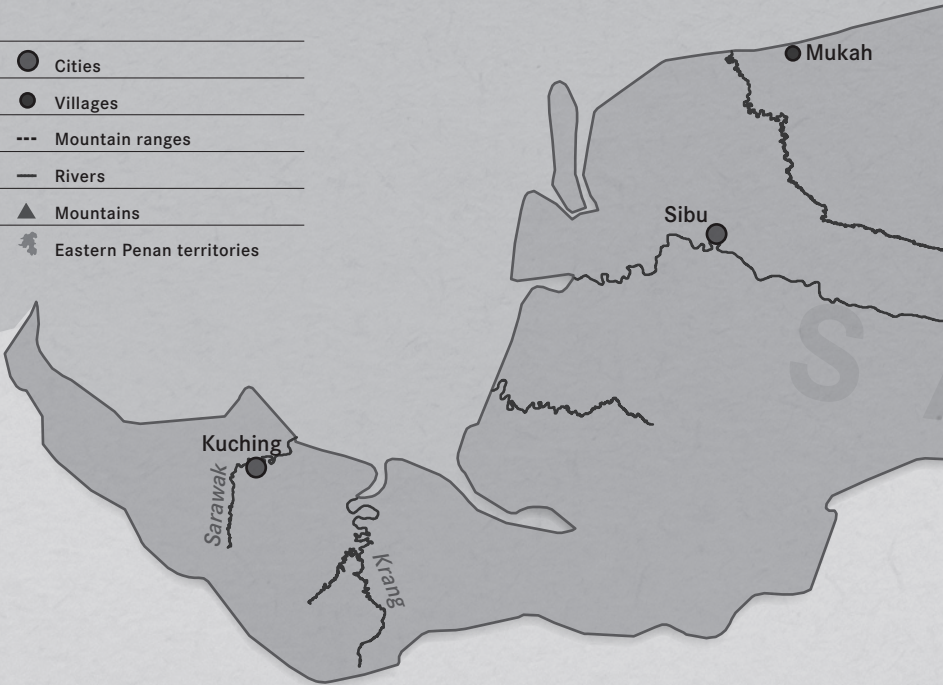 Cities
Villages
Mountain ranges
Rivers
Mountains
Eastern Penan territories
Mukah
Sibu
S
Kuching
Sarawak
Krang